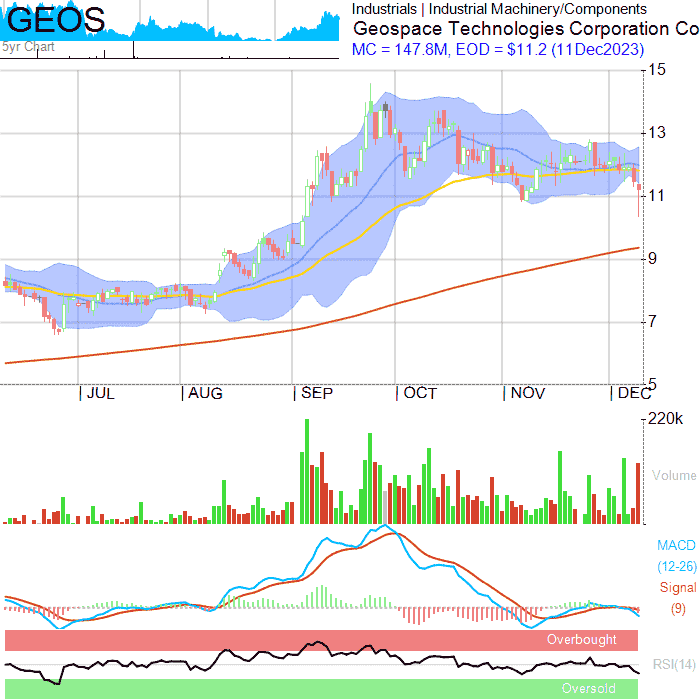 GEOS
5yr Chart
Industrials | Industrial Machinery/Components
Geospace Technologies Corporation Co
MC = 147.8M, EOD = $11.2 (11Dec2023)
15
13
11
9
7
5
| JUL | AUG | SEP | OCT | NOV | DEC
220k
Volume
MACD
(12-26)
Signal
(9)
Overbought
RSI(14)
Oversold